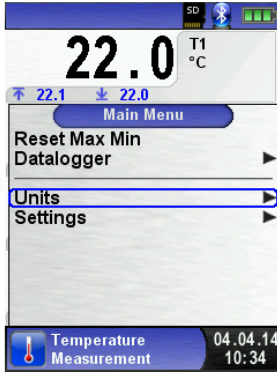 SD
22.0 T1
°C
22.1 22.0
Main Menu
Reset Max Min
Datalogger
Units
Settings
Temperature 04.04.14
Measurement 10:34